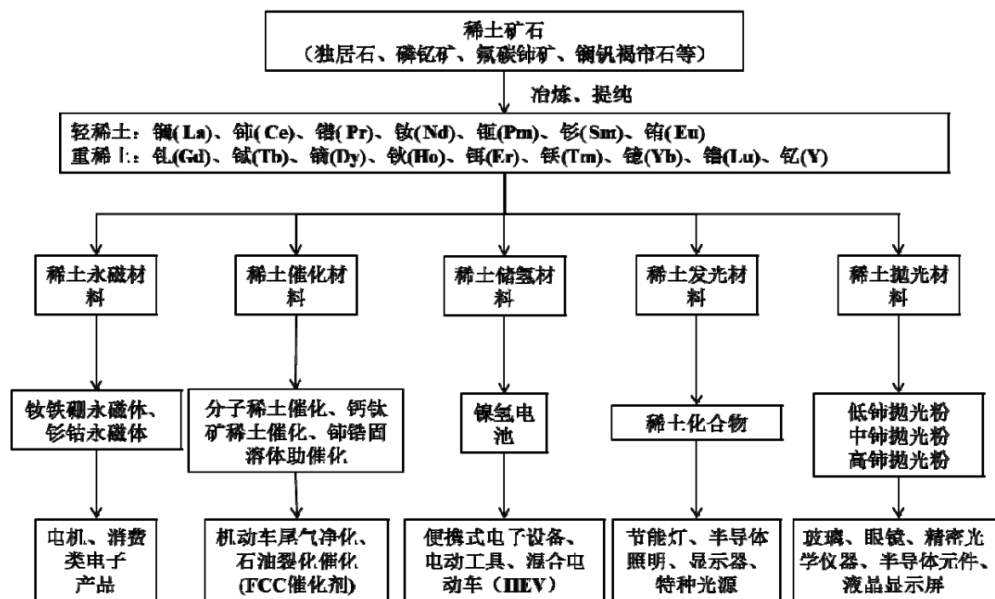 稀土矿石
（独居石、磷钇矿、氟碳铈矿、镧钒褐帘石等）
冶炼、提纯
轻稀土：镧(La)、铈(Ce)、镨(Pr)、钕(Nd)、钷(Pm)、钐(Sm)、铕(Eu)
重稀土：钆(Gd)、铽(Tb)、镝(Dy)、钬(Ho)、铒(Er)、铥(Tm)、镱(Yb)、镥(Lu)、钇(Y)
稀土永磁材
料
稀土催化材
料
稀土储氢材
料
稀土发光材
料
稀土抛光材
料
钕铁硼永磁体、
钐钴永磁体
分子稀土催化、钙钛
矿稀土催化、铈锆固
溶体助催化
镍氢电
池
稀土化合物
低铈抛光粉
中铈抛光粉
高铈抛光粉
电机、消费
类电子
产品
机动车尾气净化、
石油裂化催化
(FCC催化剂)
便携式电子设备、
电动工具、混合电
动车（HEV）
节能灯、半导体
照明、显示器、
特种光源
玻璃、眼镜、精密光
学仪器、半导体元件、
液晶显示屏